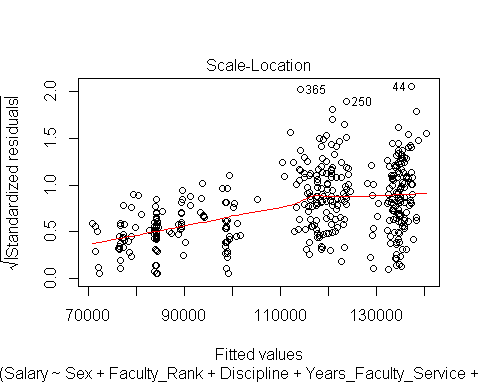 Scale-Location
√|Standardized residuals|
2.0
1.5
1.0
0.5
0.0
365
250
44
70000 90000 110000 130000
Fitted values
(Salary ~ Sex + Faculty_Rank + Discipline + Years_Faculty_Service +